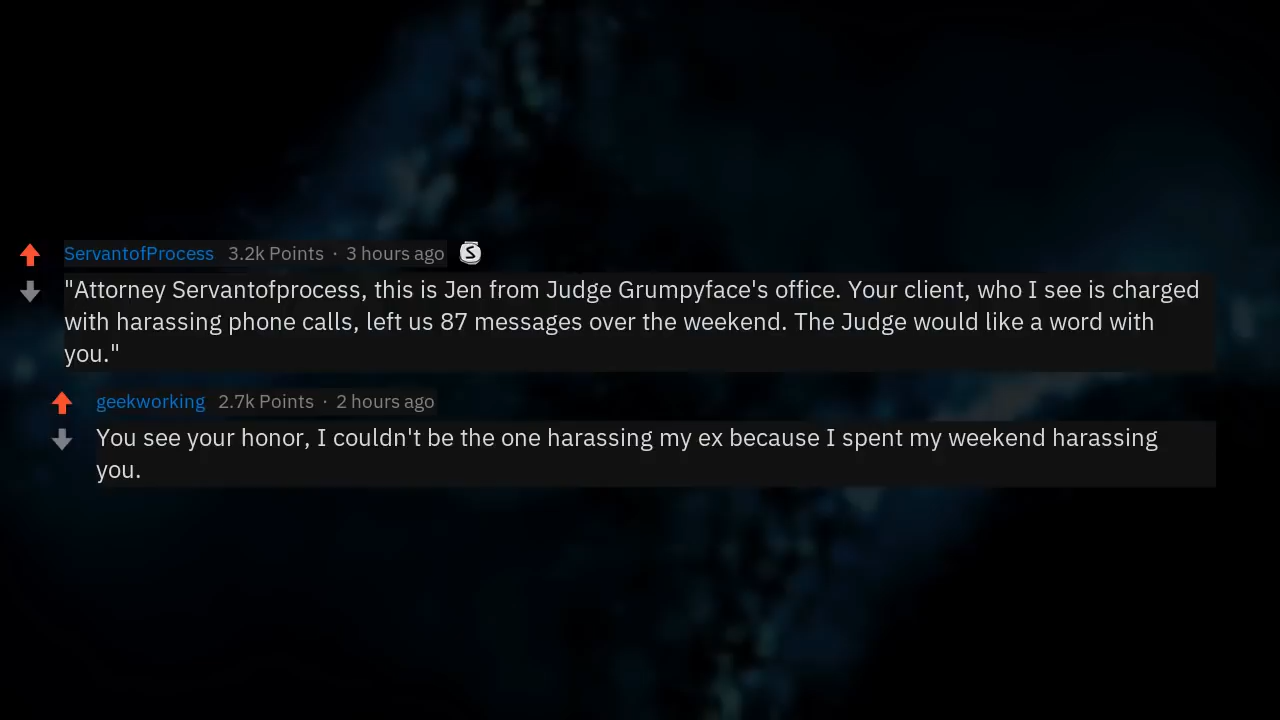 ServantofProcess 3.2k Points · 3 hours ago S
"Attorney Servantofprocess, this is Jen from Judge Grumpyface's office. Your client, who I see is charged
with harassing phone calls, left us 87 messages over the weekend. The Judge would like a word with
you."
geekworking 2.7k Points · 2 hours ago
You see your honor, I couldn't be the one harassing my ex because I spent my weekend harassing
you.